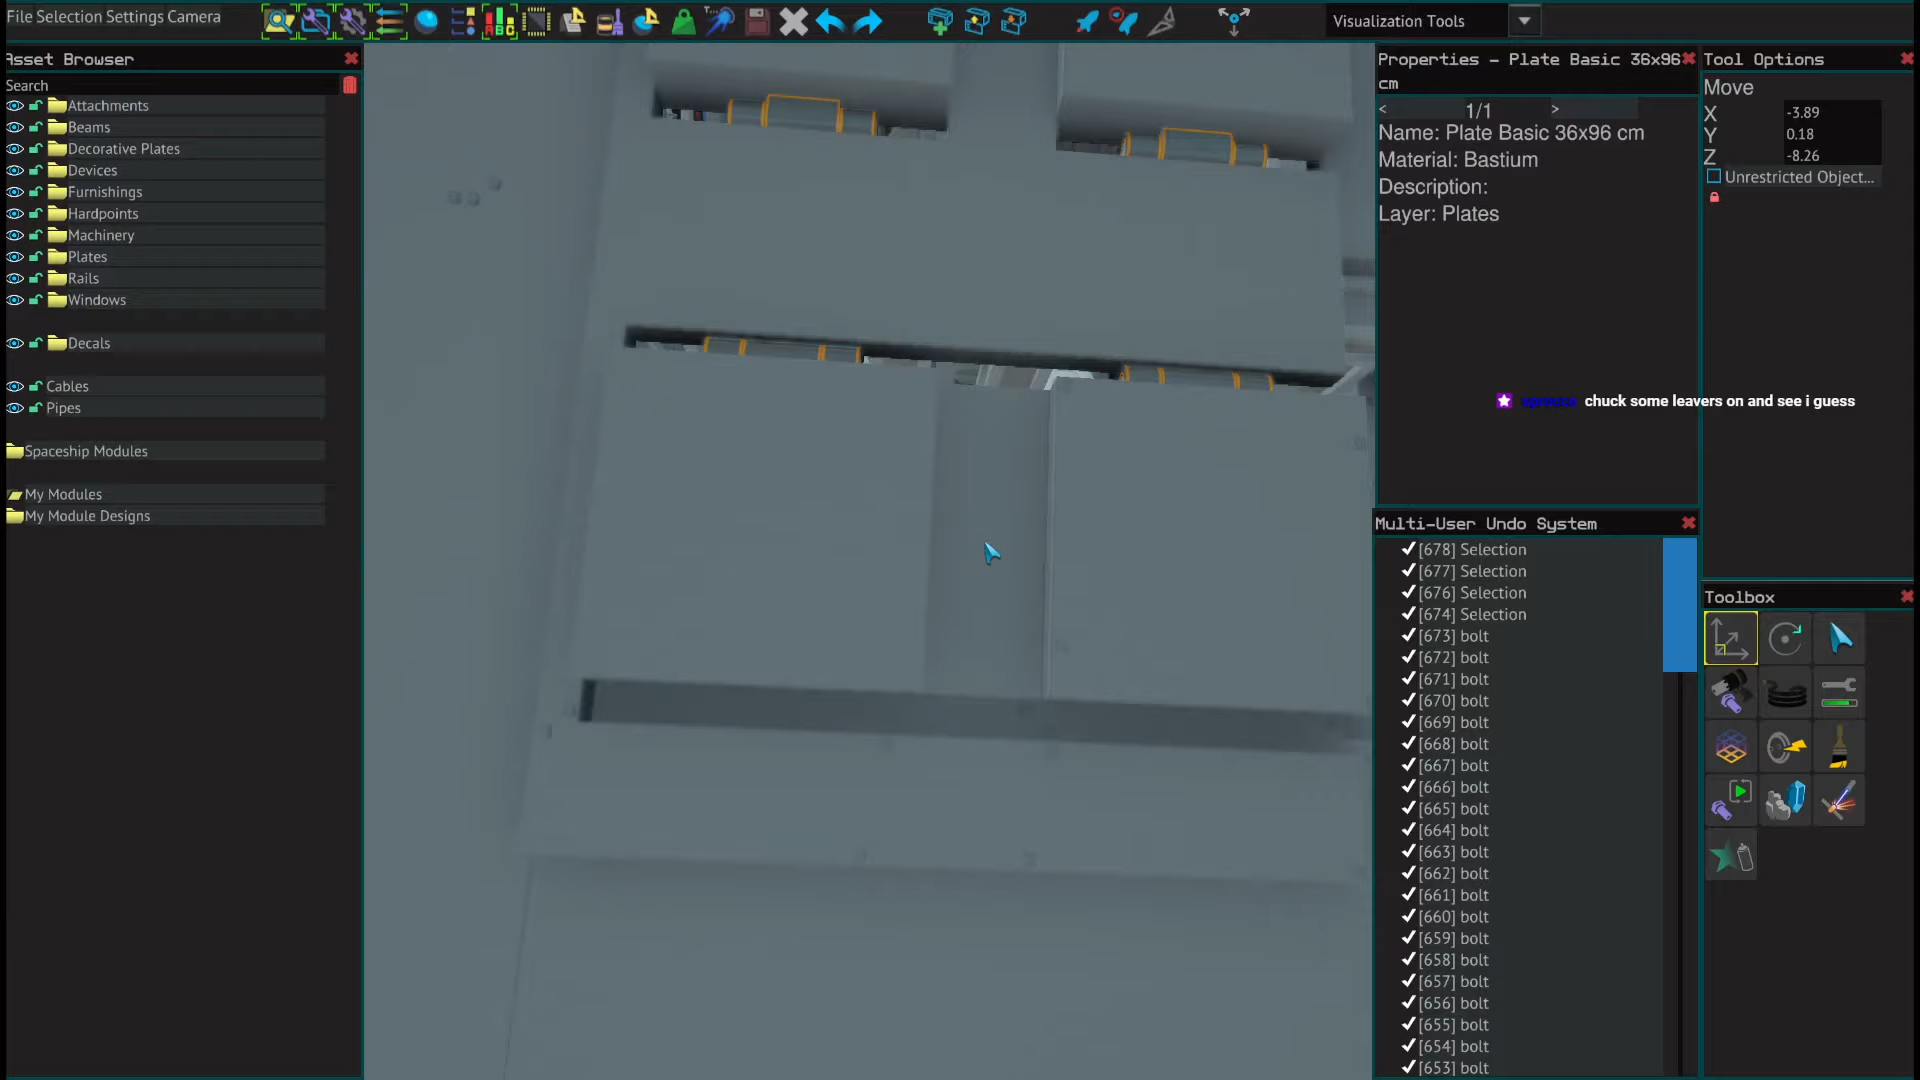 File Selection Settings Camera
Visualization Tools
Asset Browser
Search
Attachments
Beams
Decorative Plates
Devices
Furnishings
Hardpoints
Machinery
Plates
Rails
Windows
Decals
Cables
Pipes
Spaceship Modules
My Modules
My Module Designs
Properties - Plate Basic 36x96
cm
< 1/1 >
Name: Plate Basic 36x96 cm
Material: Bastium
Description:
Layer: Plates
Tool Options
Move
X -3.89
Y 0.18
Z -8.26
Unrestricted Object...
chuck some leavers on and see i guess
Multi-User Undo System
[678] Selection
[677] Selection
[676] Selection
[674] Selection
[673] bolt
[672] bolt
[671] bolt
[670] bolt
[669] bolt
[668] bolt
[667] bolt
[666] bolt
[665] bolt
[664] bolt
[663] bolt
[662] bolt
[661] bolt
[660] bolt
[659] bolt
[658] bolt
[657] bolt
[656] bolt
[655] bolt
[654] bolt
[653] bolt
Toolbox